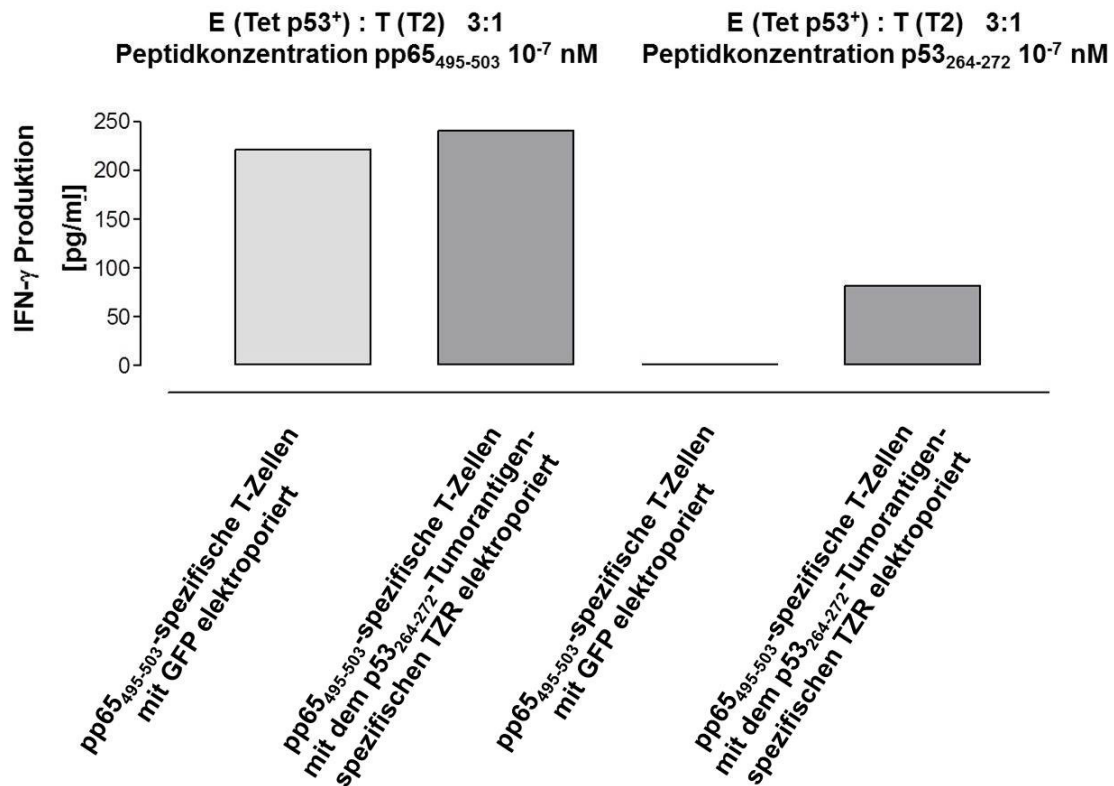 E (Tet p53⁺) : T (T2) 3:1
Peptidkonzentration pp65₄₉₅₋₅₀₃ 10⁻⁷ nM
E (Tet p53⁺) : T (T2) 3:1
Peptidkonzentration p53₂₆₄₋₂₇₂ 10⁻⁷ nM
IFN-γ Produktion
[pg/ml]
250
200
150
100
50
0
pp65₄₉₅₋₅₀₃-spezifische T-Zellen
mit GFP elektroporiert
pp65₄₉₅₋₅₀₃-spezifische T-Zellen
mit dem p53₂₆₄₋₂₇₂-Tumorantigen-
spezifischen TZR elektroporiert
pp65₄₉₅₋₅₀₃-spezifische T-Zellen
mit GFP elektroporiert
pp65₄₉₅₋₅₀₃-spezifische T-Zellen
mit dem p53₂₆₄₋₂₇₂-Tumorantigen-
spezifischen TZR elektroporiert